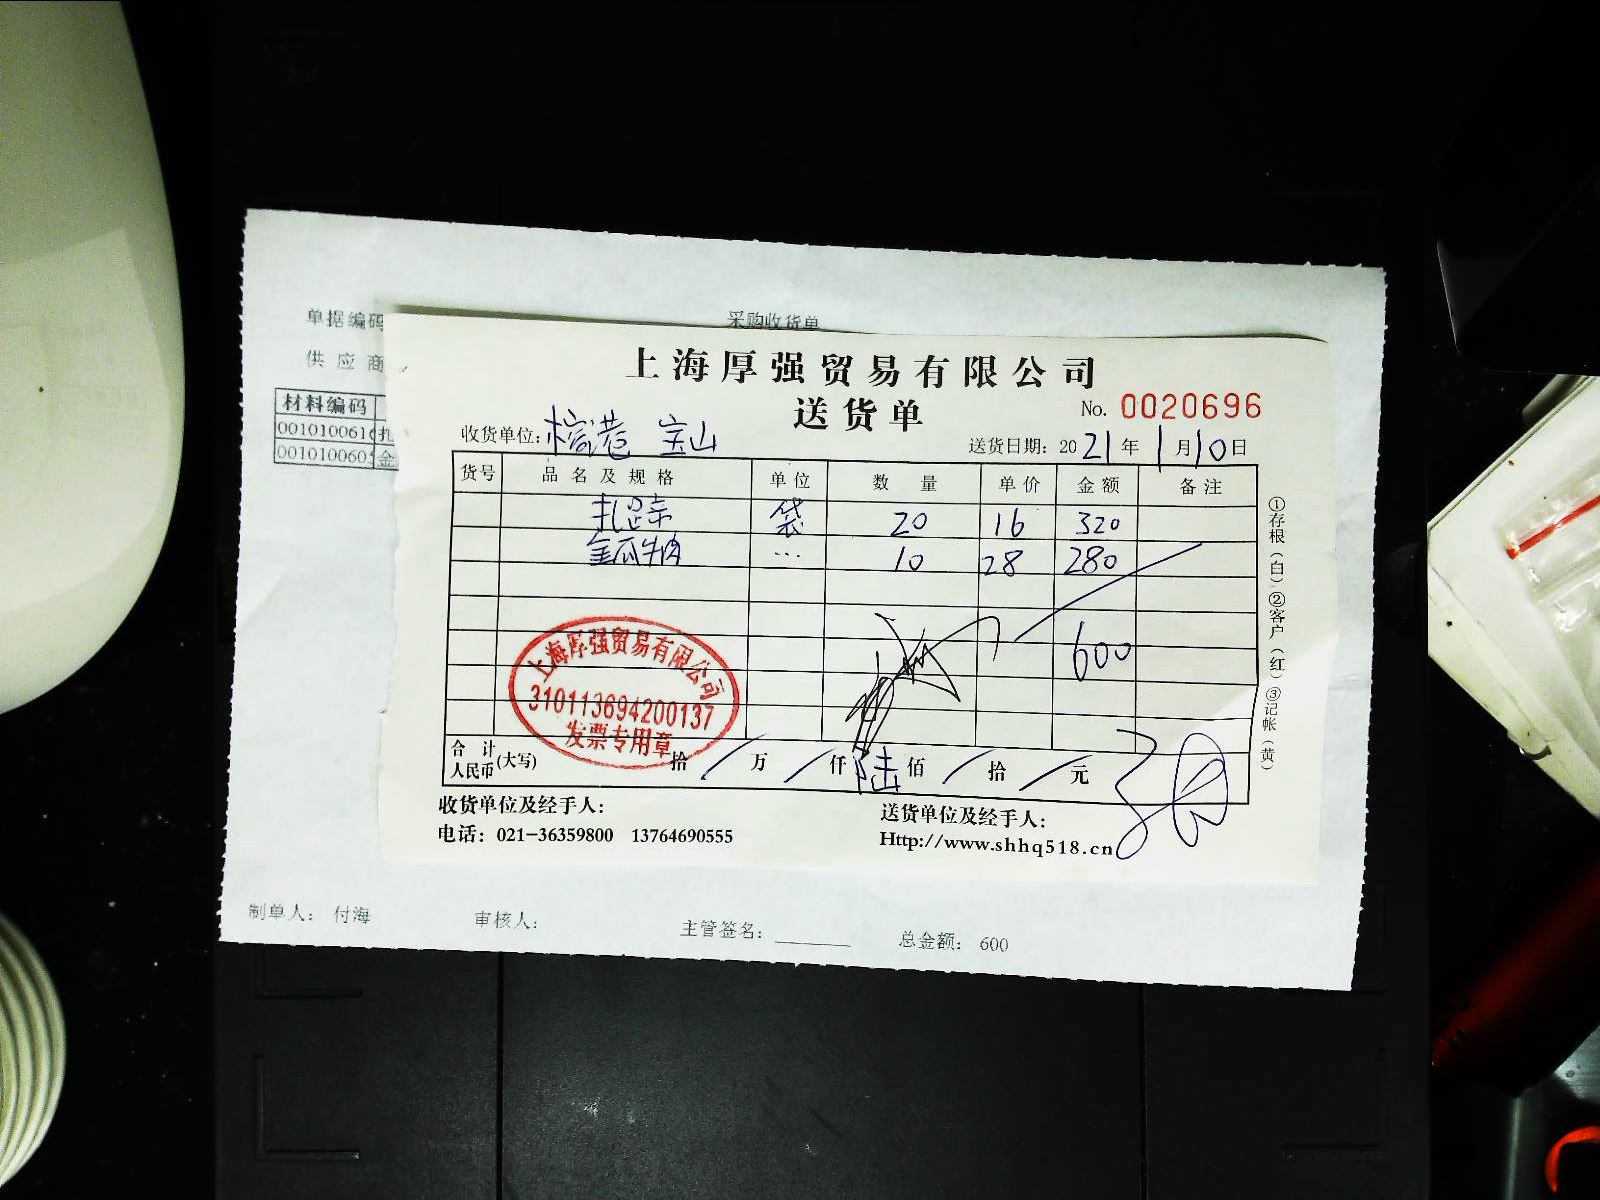 单据编码
采购收货单
供应商
材料编码
0010100616
0010100605 金
上海厚强贸易有限公司
送货单
No. 0020696
收货单位: 榕港 宝山
送货日期: 2021年1月10日
货号 品名及规格 单位 数量 单价 金额 备注
扎蹄 袋 20 16 320
金瓜牛肉 … 10 28 280
600
上海厚强贸易有限公司
310113694200137
发票专用章
合计人民币(大写) 拾 / 万 / 仟 陆 佰 / 拾 / 元
收货单位及经手人:
送货单位及经手人:
电话: 021-36359800 13764690555
Http://www.shhq518.cn
①存根(白)②客户(红)③记帐(黄)
制单人: 付海 审核人: 主管签名: 总金额: 600